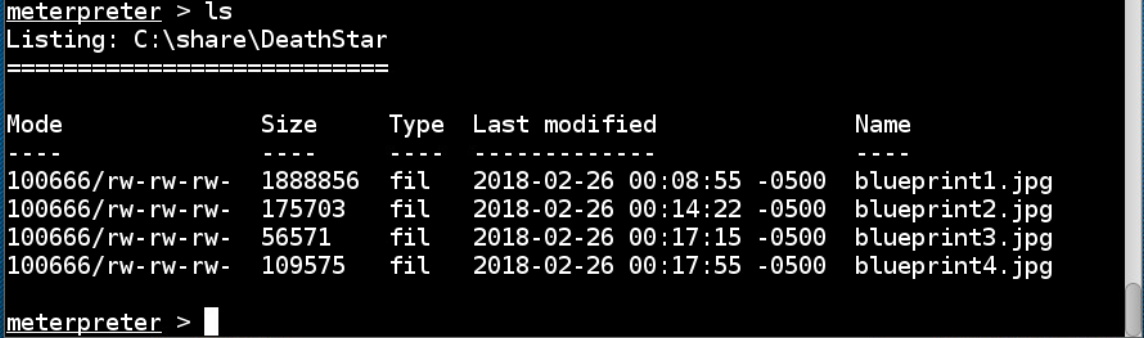 meterpreter > ls
Listing: C:\share\DeathStar
===========================
Mode Size Type Last modified Name
---- ---- ---- ------------- ----
100666/rw-rw-rw- 1888856 fil 2018-02-26 00:08:55 -0500 blueprint1.jpg
100666/rw-rw-rw- 175703 fil 2018-02-26 00:14:22 -0500 blueprint2.jpg
100666/rw-rw-rw- 56571 fil 2018-02-26 00:17:15 -0500 blueprint3.jpg
100666/rw-rw-rw- 109575 fil 2018-02-26 00:17:55 -0500 blueprint4.jpg
meterpreter >